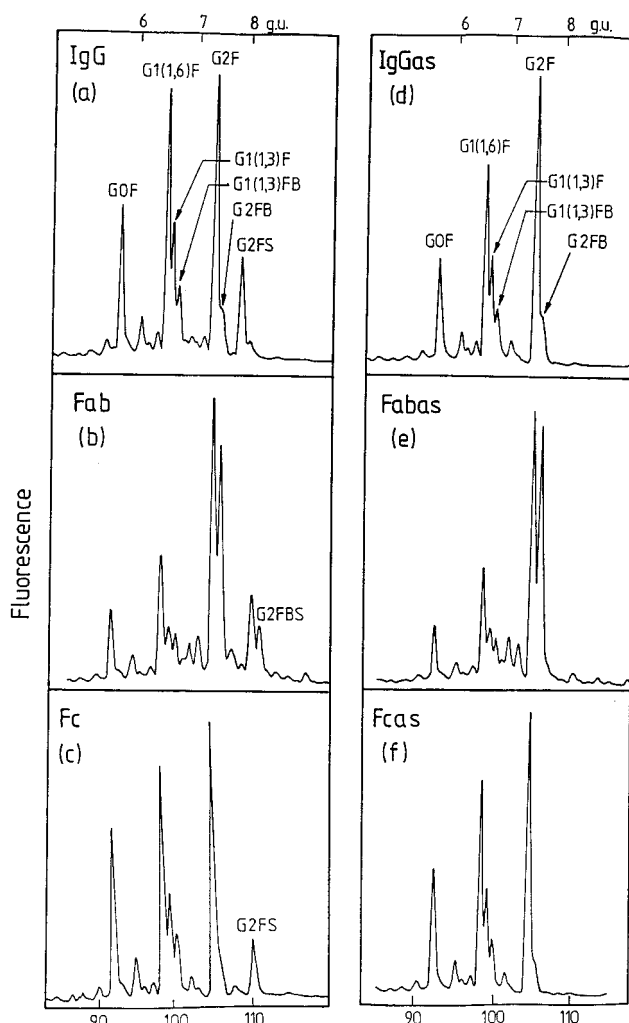 6 7 8 g.u.
IgG
(a)
G1(1,6)F
G2F
G1(1,3)F
G1(1,3)FB
G0F
G2FB
G2FS
6 7 8 g.u.
IgGas
(d)
G2F
G1(1,6)F
G1(1,3)F
G1(1,3)FB
G0F
G2FB
Fab
(b)
G2FBS
Fabas
(e)
Fluorescence
Fc
(c)
G2FS
90 100 110
Fcas
(f)
90 100 110